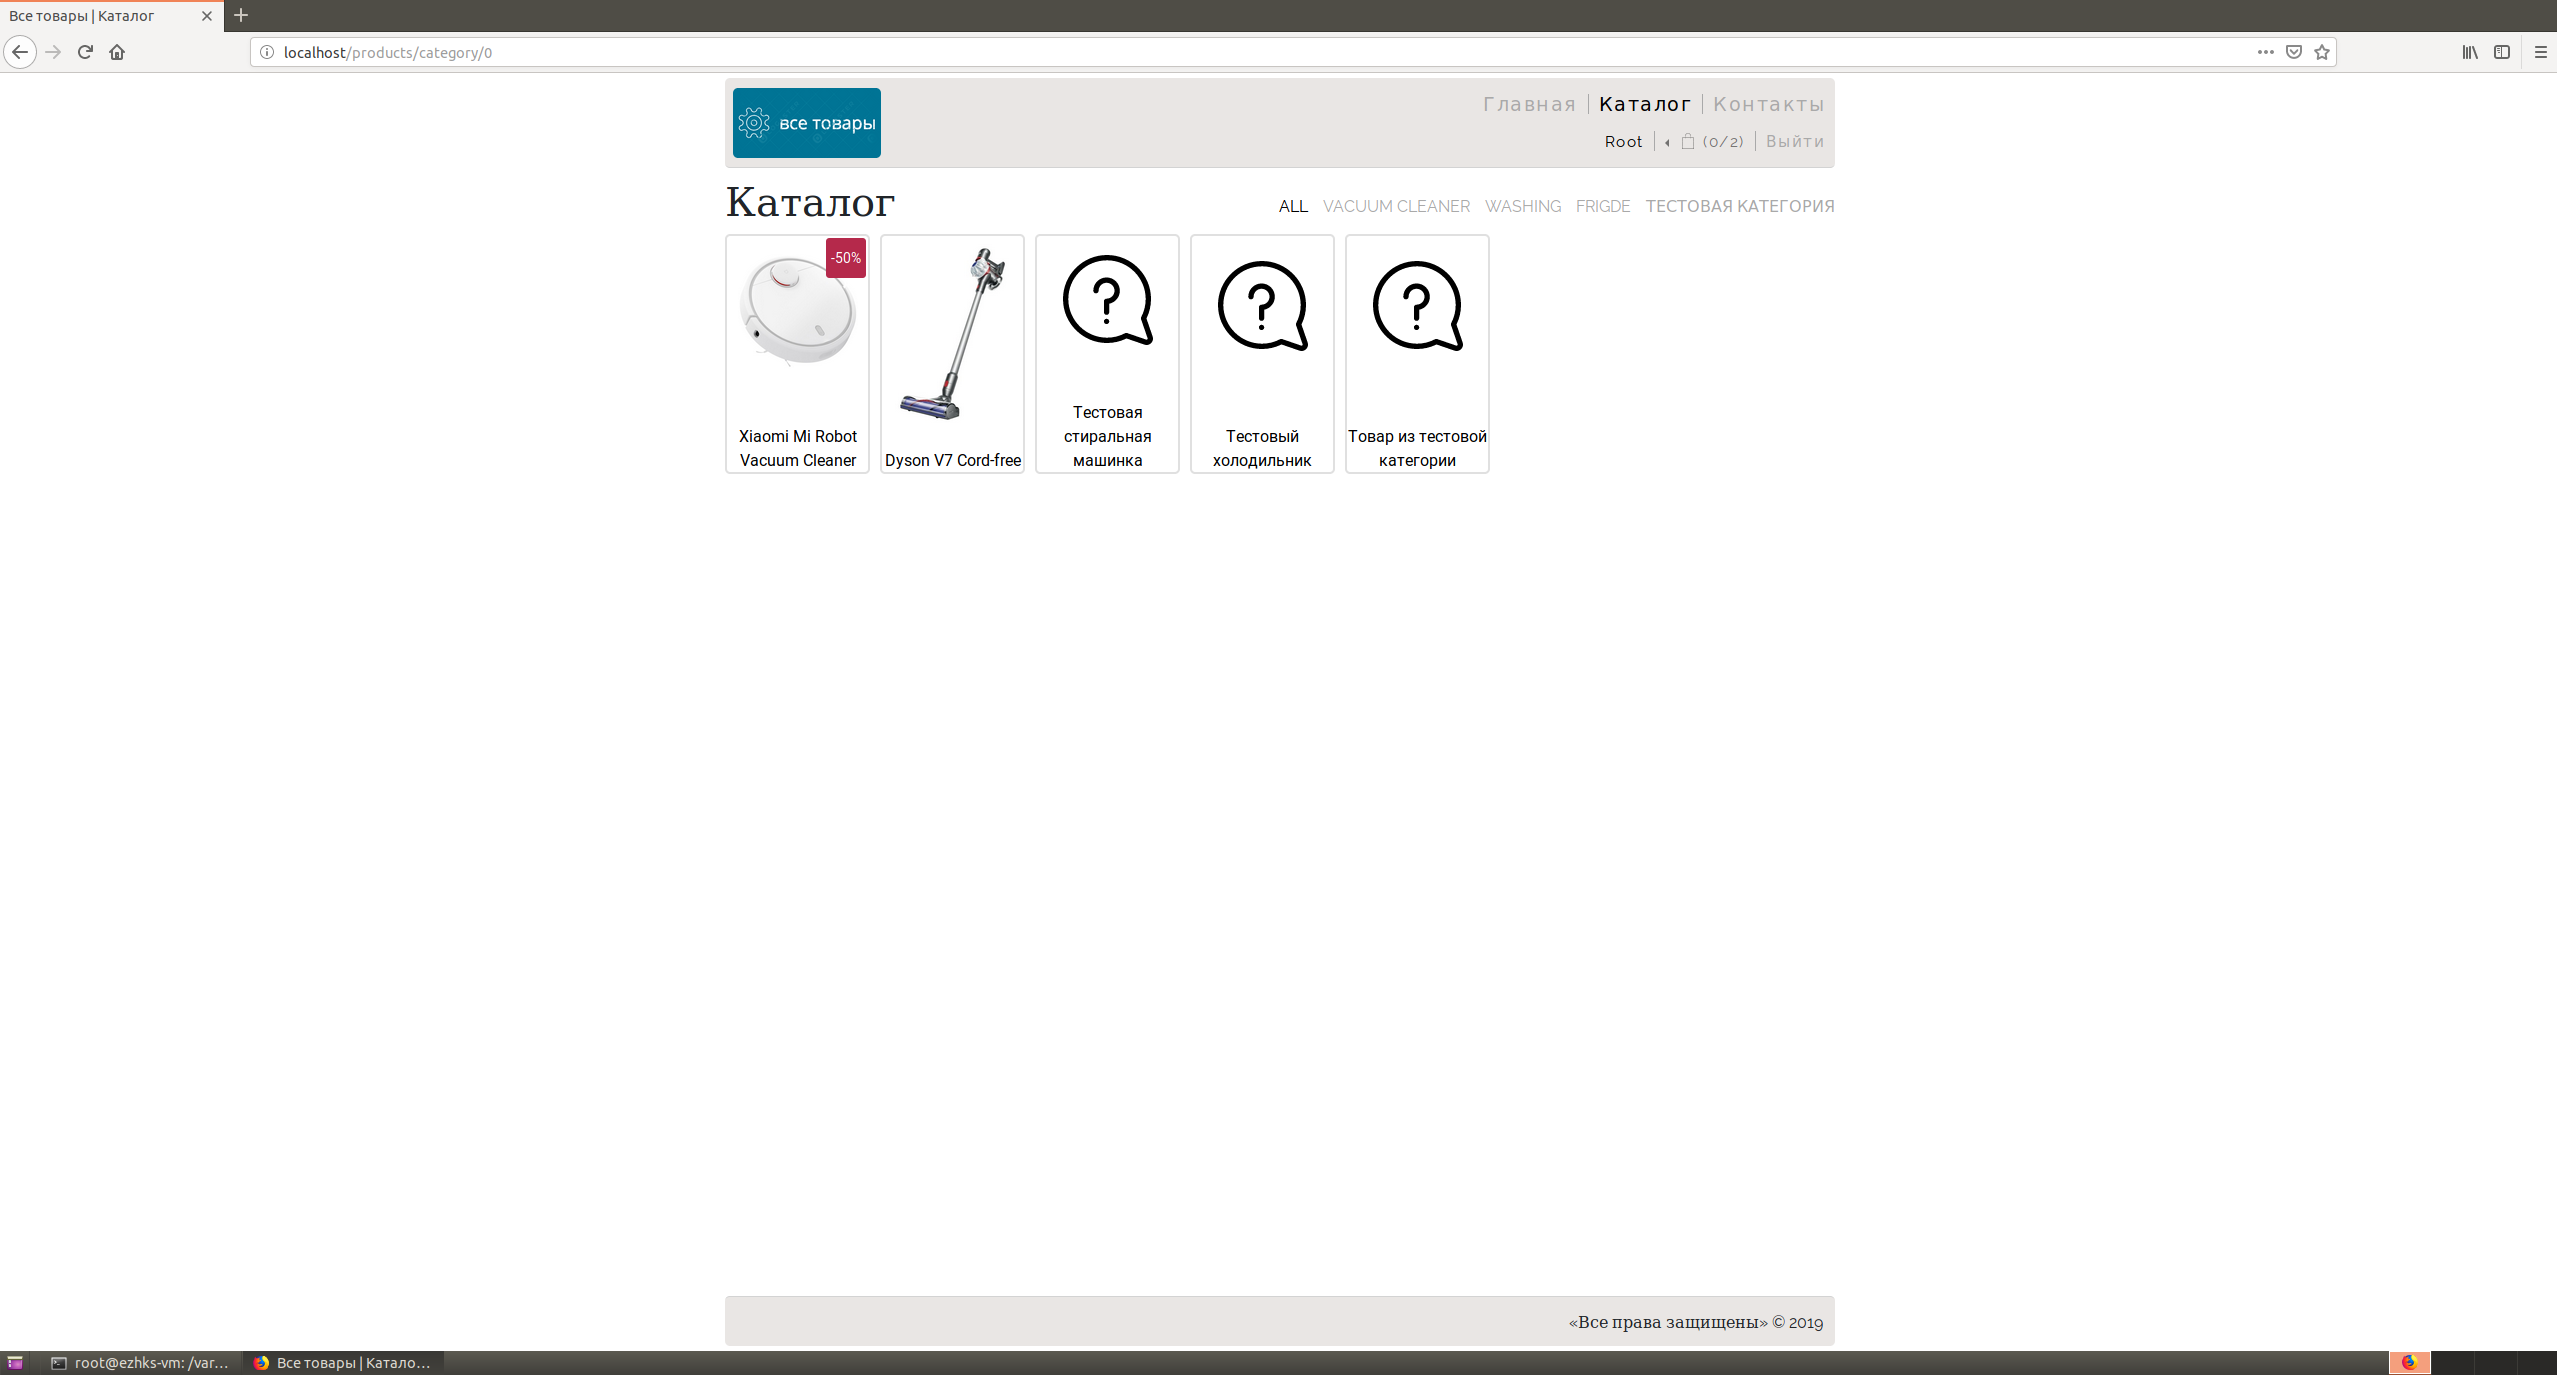 Все товары | Каталог
localhost/products/category/0
все товары
Главная
Каталог
Контакты
Root
(0/2)
Выйти
Каталог
ALL
VACUUM CLEANER
WASHING
FRIGDE
ТЕСТОВАЯ КАТЕГОРИЯ
-50%
Xiaomi Mi Robot
Vacuum Cleaner
Dyson V7 Cord-free
Тестовая
стиральная
машинка
Тестовый
холодильник
Товар из тестовой
категории
«Все права защищены» © 2019
root@ezhks-vm: /var...
Все товары | Катало...